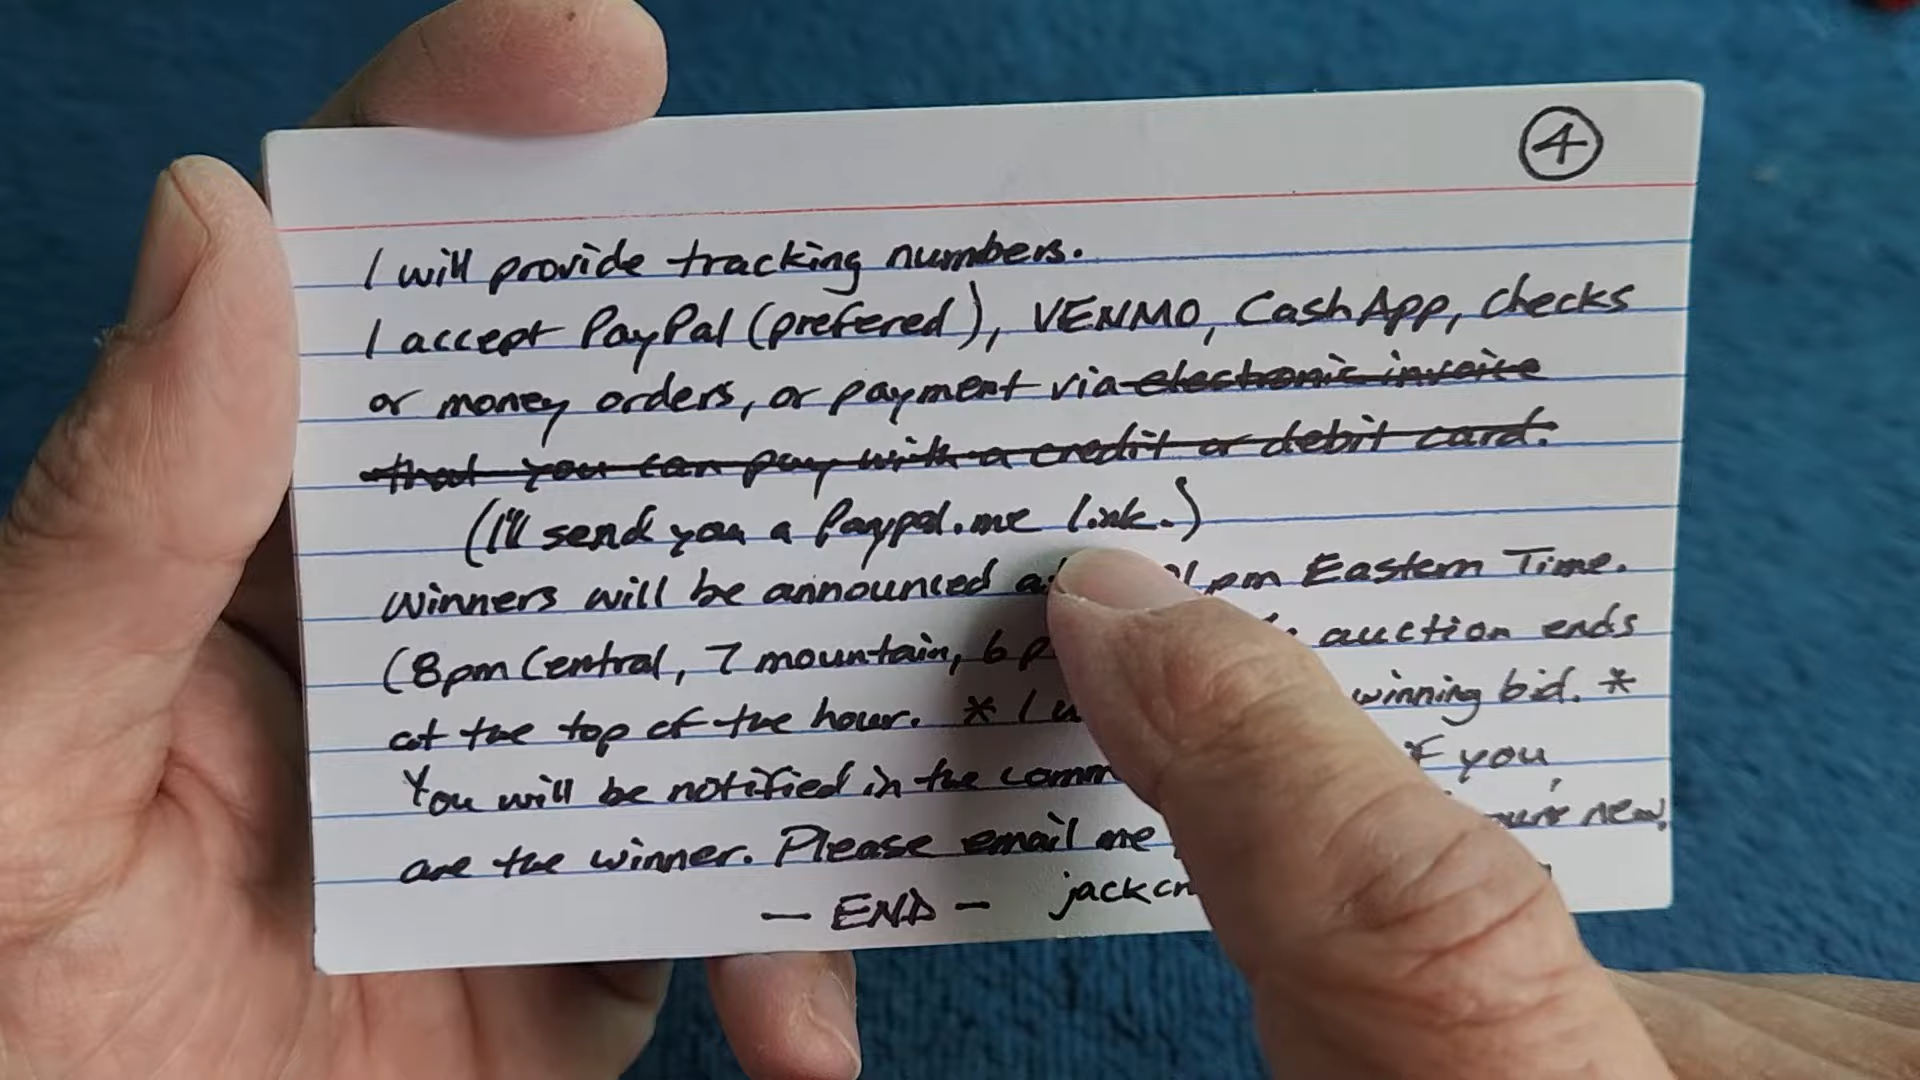 4
I will provide tracking numbers.
I accept PayPal (prefered), VENMO, CashApp, checks
or money orders, or payment via electronic invoice
that you can pay with a credit or debit card.
(I'll send you a Paypal.me link.)
Winners will be announced pm Eastern Time.
(8pm Central, 7 mountain, 6 auction ends
at the top of the hour. * I winning bid. *
You will be notified in the if you
are the winner. Please email me new.
— END —